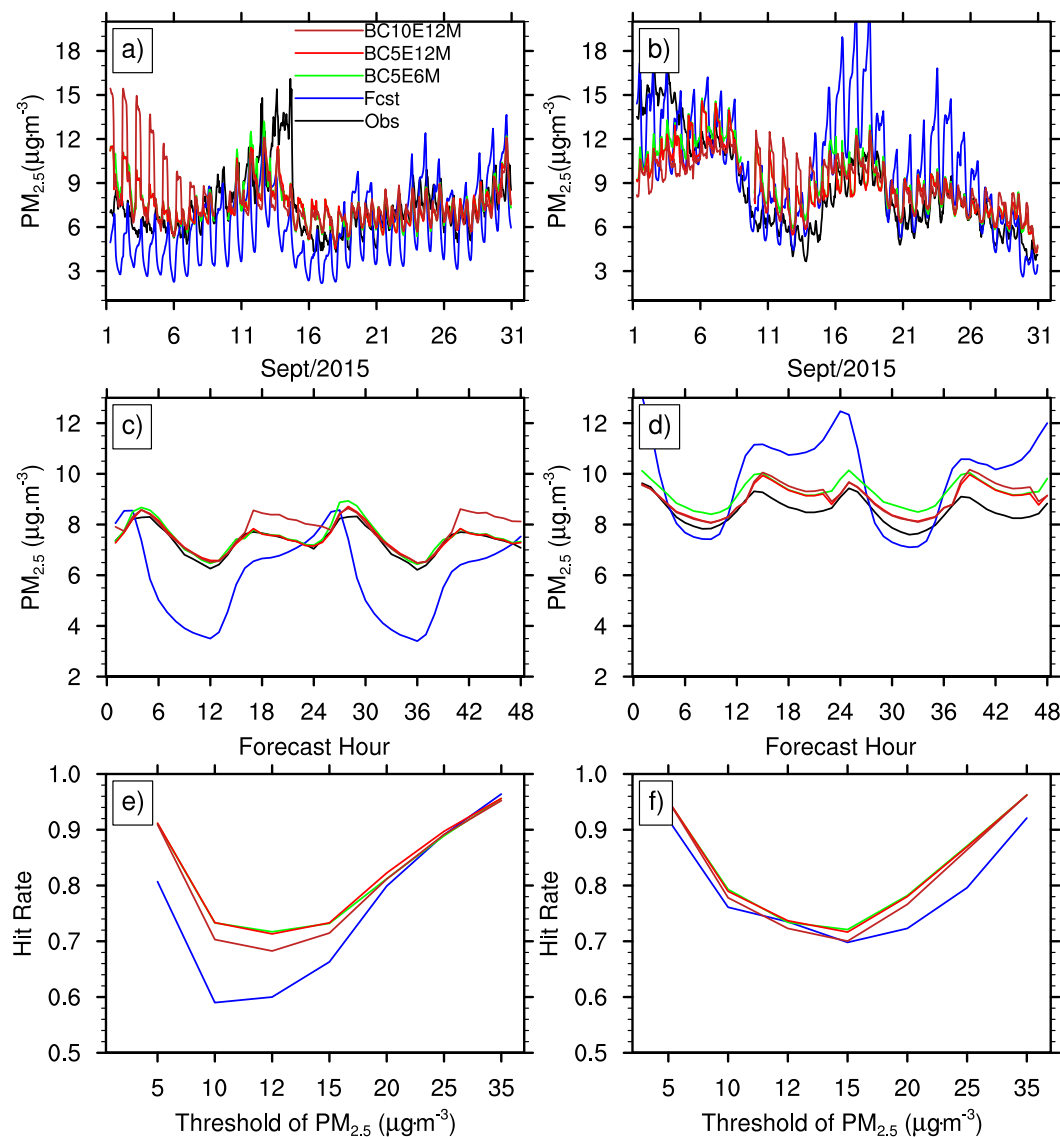 a)
BC10E12M
BC5E12M
BC5E6M
Fcst
Obs
PM2.5(μg·m-3)
18
15
12
9
6
3
1 6 11 16 21 26 31
Sept/2015
b)
PM2.5(μg·m-3)
18
15
12
9
6
3
1 6 11 16 21 26 31
Sept/2015
c)
PM2.5 (μg.m-3)
12
10
8
6
4
2
0 6 12 18 24 30 36 42 48
Forecast Hour
d)
PM2.5 (μg.m-3)
12
10
8
6
4
2
0 6 12 18 24 30 36 42 48
Forecast Hour
e)
Hit Rate
1.0
0.9
0.8
0.7
0.6
0.5
5 10 12 15 20 25 35
Threshold of PM2.5 (μg·m-3)
f)
Hit Rate
1.0
0.9
0.8
0.7
0.6
0.5
5 10 12 15 20 25 35
Threshold of PM2.5 (μg·m-3)